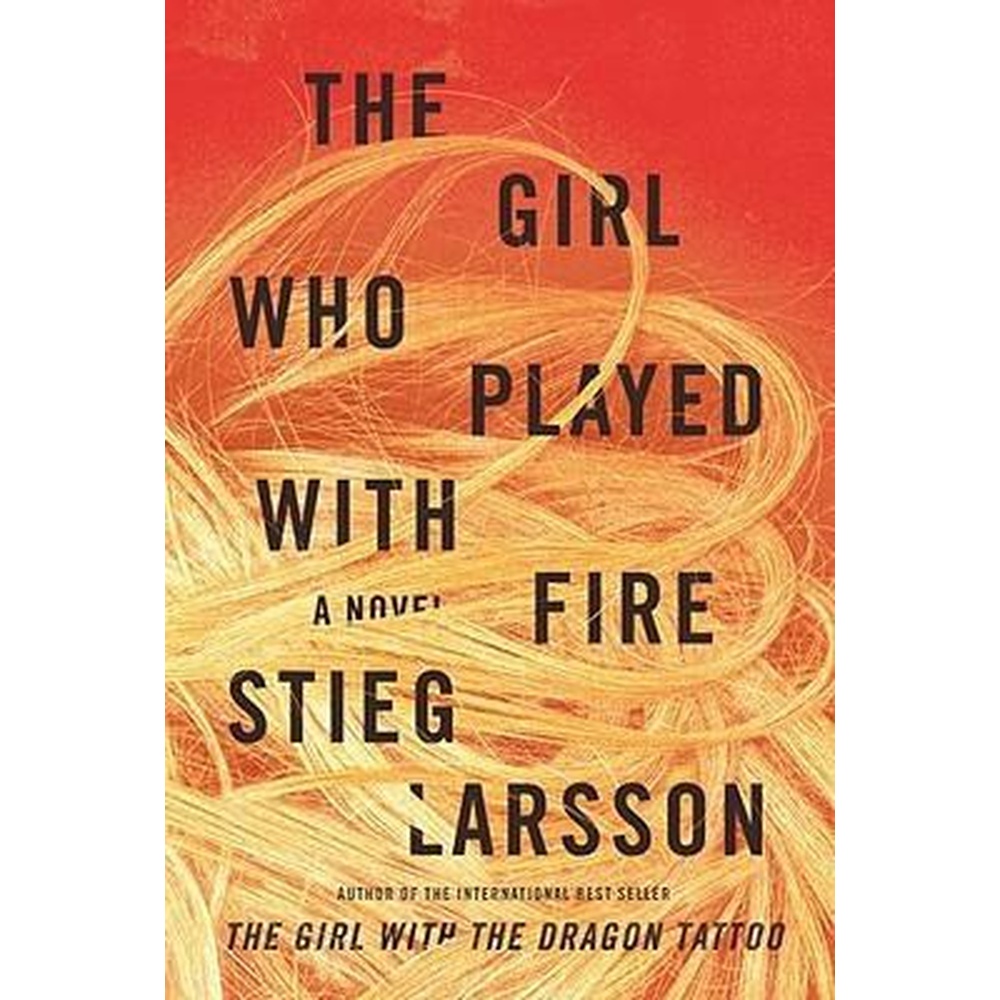 THE
GIRL
WHO
PLAYED
WITH
FIRE
A NOVEL
STIEG
LARSSON
AUTHOR OF THE INTERNATIONAL BEST SELLER
THE GIRL WITH THE DRAGON TATTOO